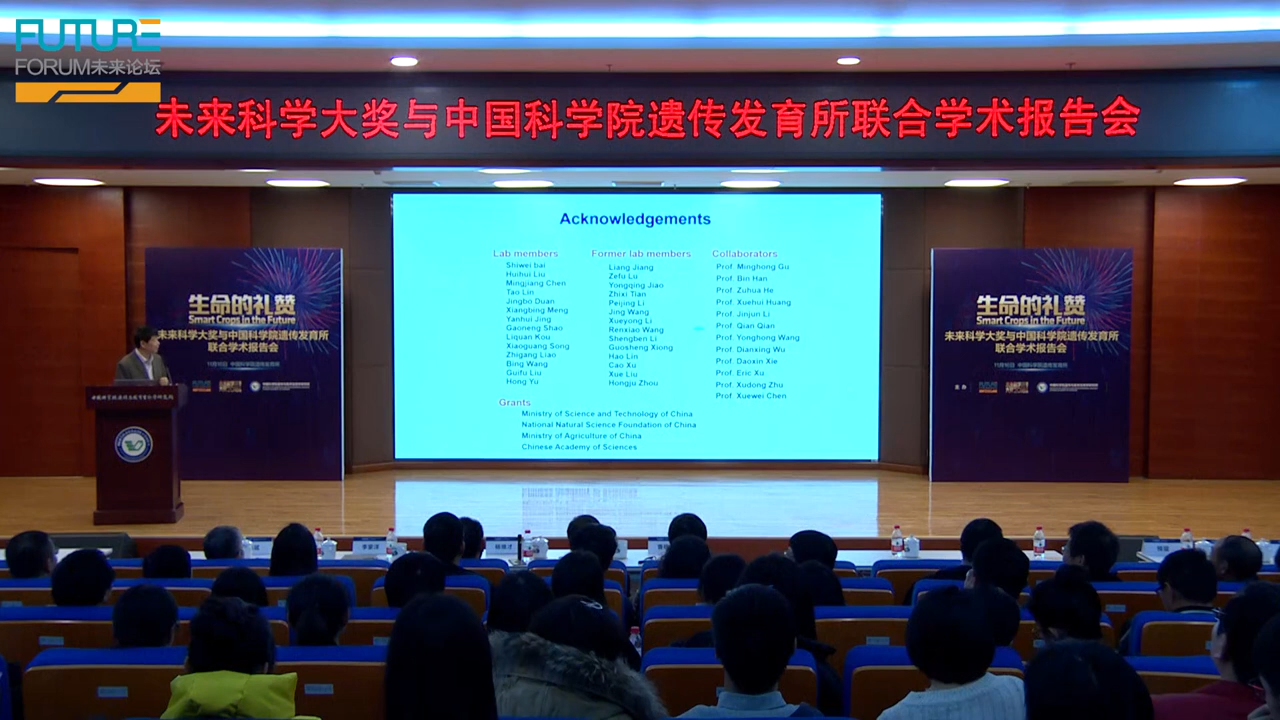 FUTURE
FORUM未来论坛
未来科学大奖与中国科学院遗传发育所联合学术报告会
Acknowledgements
Lab members
Shiwei bai
Huihui Liu
Mingjiang Chen
Tao Lin
Jingbo Duan
Xiangbing Meng
Yanhui Jing
Gaoneng Shao
Liquan Kou
Xiaoguang Song
Zhigang Liao
Bing Wang
Guifu Liu
Hong Yu
Former lab members
Liang Jiang
Zefu Lu
Yongqing Jiao
Zhixi Tian
Peijing Li
Jing Wang
Xueyong Li
Renxiao Wang
Shengben Li
Guosheng Xiong
Hao Lin
Cao Xu
Xue Liu
Hongju Zhou
Collaborators
Prof. Minghong Gu
Prof. Bin Han
Prof. Zuhua He
Prof. Xuehui Huang
Prof. Jinjun Li
Prof. Qian Qian
Prof. Yonghong Wang
Prof. Dianxing Wu
Prof. Daoxin Xie
Prof. Eric Xu
Prof. Xudong Zhu
Prof. Xuewei Chen
Grants
Ministry of Science and Technology of China
National Natural Science Foundation of China
Ministry of Agriculture of China
Chinese Academy of Sciences
生命的礼赞
Smart Crops in the Future
未来科学大奖与中国科学院遗传发育所
联合学术报告会
生命的礼赞
Smart Crops in the Future
未来科学大奖与中国科学院遗传发育所
联合学术报告会
主办